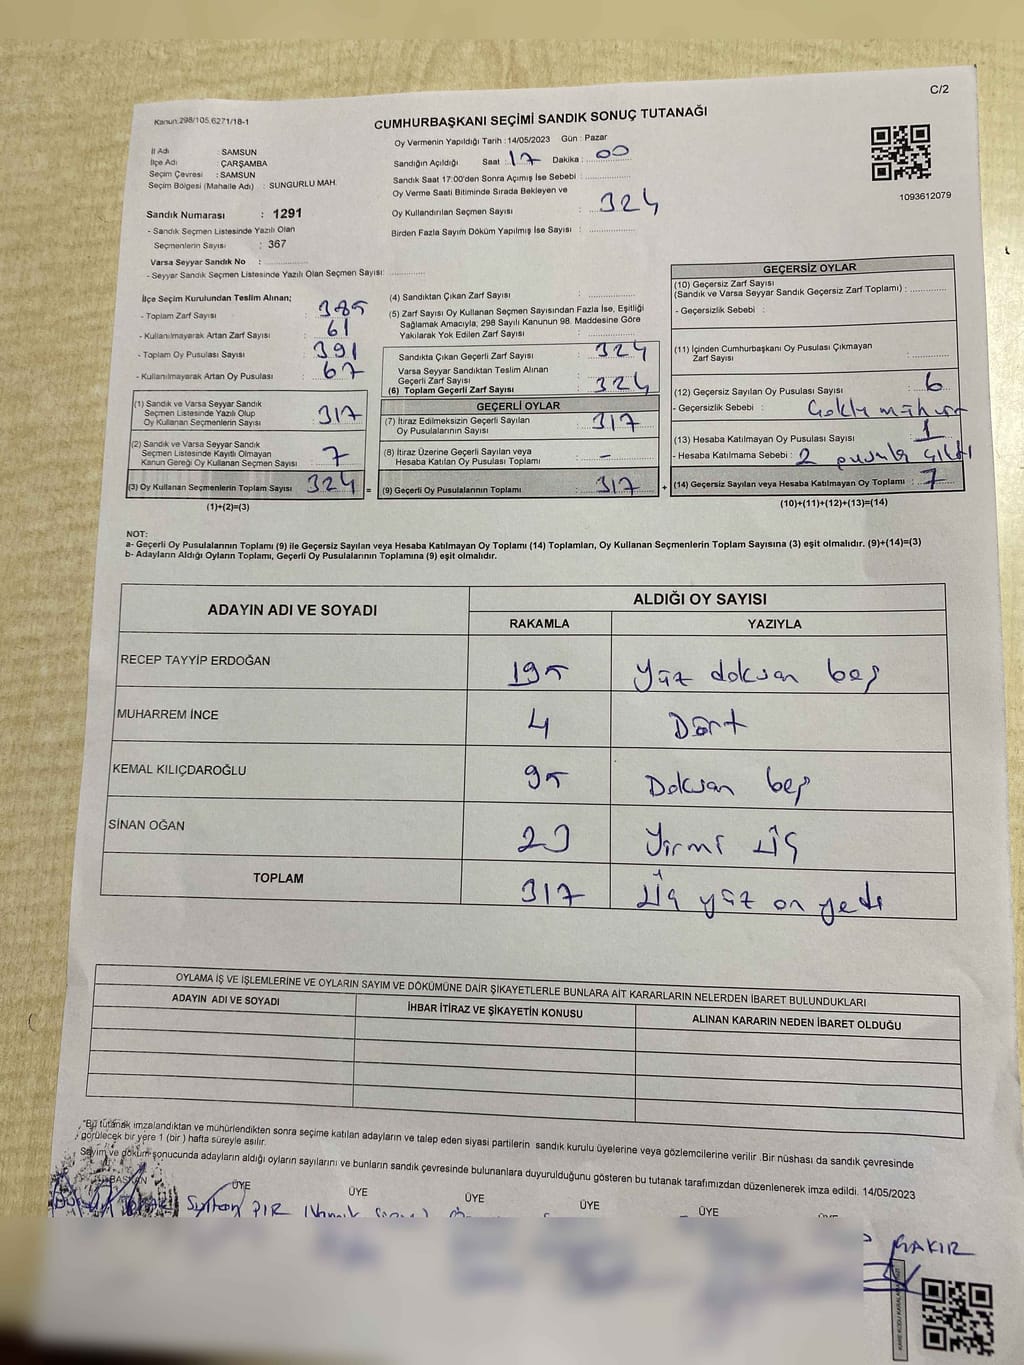 C/2
Kanun:298/105,6271/18-1
CUMHURBAŞKANI SEÇİMİ SANDIK SONUÇ TUTANAĞI
İl Adı : SAMSUN
İlçe Adı : ÇARŞAMBA
Seçim Çevresi : SAMSUN
Seçim Bölgesi (Mahalle Adı) : SUNGURLU MAH.
Sandık Numarası : 1291
- Sandık Seçmen Listesinde Yazılı Olan
Seçmenlerin Sayısı : 367
Varsa Seyyar Sandık No :
- Seyyar Sandık Seçmen Listesinde Yazılı Olan Seçmen Sayısı:
Oy Vermenin Yapıldığı Tarih : 14/05/2023 Gün : Pazar
Sandığın Açıldığı Saat : 17 Dakika : 00
Sandık Saat 17:00'den Sonra Açımış İse Sebebi :
Oy Verme Saati Bitiminde Sırada Bekleyen ve
Oy Kullandırılan Seçmen Sayısı : 324
Birden Fazla Sayım Döküm Yapılmış İse Sayısı :
1093612079
İlçe Seçim Kurulundan Teslim Alınan;
- Toplam Zarf Sayısı : 385
- Kullanılmayarak Artan Zarf Sayısı : 61
- Toplam Oy Pusulası Sayısı : 391
- Kullanılmayarak Artan Oy Pusulası : 67
(1) Sandık ve Varsa Seyyar Sandık
Seçmen Listesinde Yazılı Olup
Oy Kullanan Seçmenlerin Sayısı : 317
(2) Sandık ve Varsa Seyyar Sandık
Seçmen Listesinde Kayıtlı Olmayan
Kanun Gereği Oy Kullanan Seçmen Sayısı : 7
(3) Oy Kullanan Seçmenlerin Toplam Sayısı : 324 =
(1)+(2)=(3)
(4) Sandıktan Çıkan Zarf Sayısı :
(5) Zarf Sayısı Oy Kullanan Seçmen Sayısından Fazla İse, Eşitliği
Sağlamak Amacıyla, 298 Sayılı Kanunun 98. Maddesine Göre
Yakılarak Yok Edilen Zarf Sayısı :
Sandıkta Çıkan Geçerli Zarf Sayısı : 324
Varsa Seyyar Sandıktan Teslim Alınan
Geçerli Zarf Sayısı :
(6) Toplam Geçerli Zarf Sayısı : 324
GEÇERLİ OYLAR
(7) İtiraz Edilmeksizin Geçerli Sayılan
Oy Pusulalarının Sayısı : 317
(8) İtiraz Üzerine Geçerli Sayılan veya
Hesaba Katılan Oy Pusulası Toplamı : -
(9) Geçerli Oy Pusulalarının Toplamı : 317 +
GEÇERSİZ OYLAR
(10) Geçersiz Zarf Sayısı
(Sandık ve Varsa Seyyar Sandık Geçersiz Zarf Toplamı) :
- Geçersizlik Sebebi :
(11) İçinden Cumhurbaşkanı Oy Pusulası Çıkmayan
Zarf Sayısı :
(12) Geçersiz Sayılan Oy Pusulası Sayısı : 6
- Geçersizlik Sebebi : Çoklu mühür
(13) Hesaba Katılmayan Oy Pusulası Sayısı : 1
- Hesaba Katılmama Sebebi : 2 pusula çıktı
(14) Geçersiz Sayılan veya Hesaba Katılmayan Oy Toplamı : 7
(10)+(11)+(12)+(13)=(14)
NOT:
a- Geçerli Oy Pusulalarının Toplamı (9) ile Geçersiz Sayılan veya Hesaba Katılmayan Oy Toplamı (14) Toplamları, Oy Kullanan Seçmenlerin Toplam Sayısına (3) eşit olmalıdır. (9)+(14)=(3)
b- Adayların Aldığı Oyların Toplamı, Geçerli Oy Pusulalarının Toplamına (9) eşit olmalıdır.
ADAYIN ADI VE SOYADI
ALDIĞI OY SAYISI
RAKAMLA YAZIYLA
RECEP TAYYİP ERDOĞAN 195 Yüz doksan beş
MUHARREM İNCE 4 Dört
KEMAL KILIÇDAROĞLU 95 Doksan beş
SİNAN OĞAN 23 Yirmi üç
TOPLAM 317 üç yüz on yedi
OYLAMA İŞ VE İŞLEMLERİNE VE OYLARIN SAYIM VE DÖKÜMÜNE DAİR ŞİKAYETLERLE BUNLARA AİT KARARLARIN NELERDEN İBARET BULUNDUKLARI
ADAYIN ADI VE SOYADI İHBAR İTİRAZ VE ŞİKAYETİN KONUSU ALINAN KARARIN NEDEN İBARET OLDUĞU
"Bu tutanak imzalandıktan ve mühürlendikten sonra seçime katılan adayların ve talep eden siyasi partilerin sandık kurulu üyelerine veya gözlemcilerine verilir .Bir nüshası da sandık çevresinde
görülecek bir yere 1 (bir ) hafta süreyle asılır.
Sayım ve döküm sonucunda adayların aldığı oyların sayılarını ve bunların sandık çevresinde bulunanlara duyurulduğunu gösteren bu tutanak tarafımızdan düzenlenerek imza edildi. 14/05/2023
BAŞKAN ÜYE ÜYE ÜYE ÜYE ÜYE
PIR